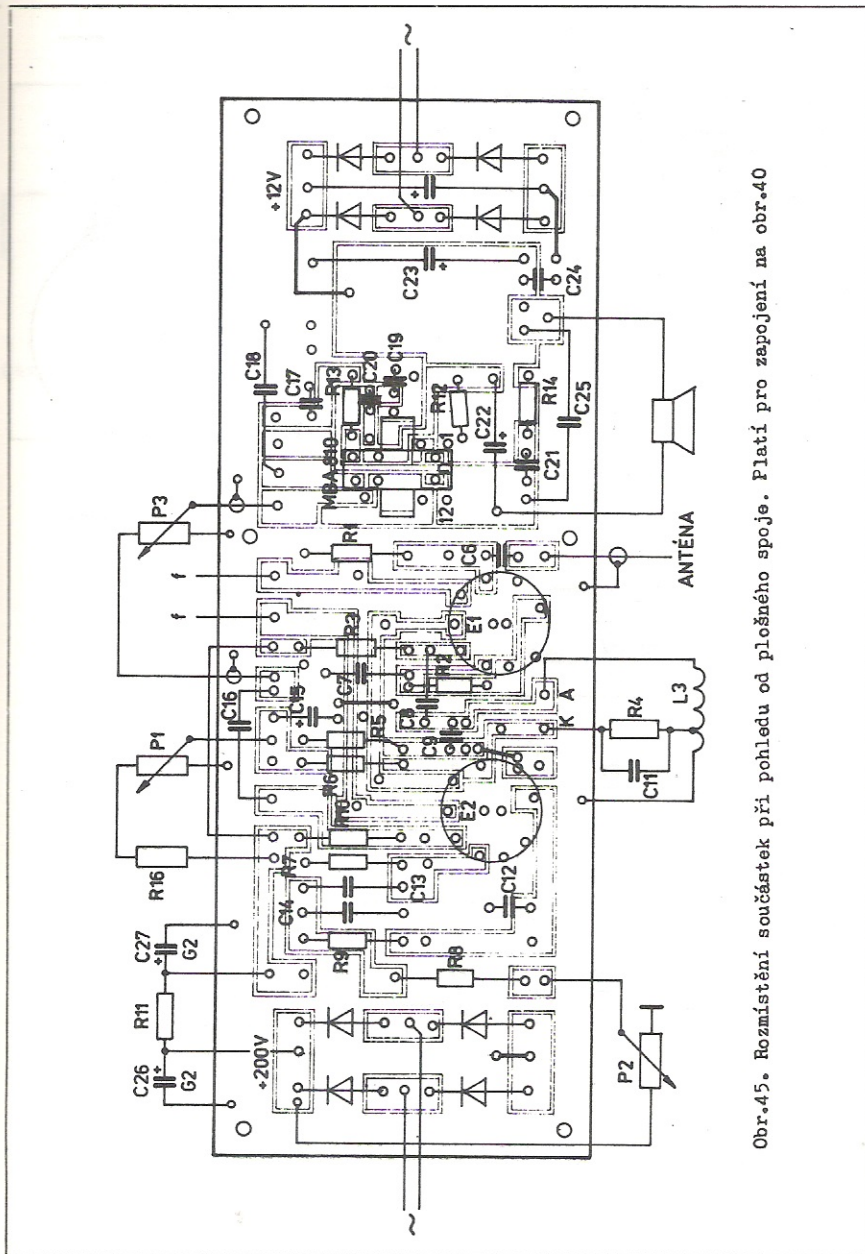 C26
R11
C27
R16
P1
P3
G2
G2
f
f
C16
C18
+200V
+12V
C15
C17
C14
R7
R10
R6
R3
R1
MBA 810
R13
R9
R5
C7
C20
C19
C13
C23
~
~
R8
C12
E2
C9
C8
R2
E1
C6
12
1
R12
C22
C21
R14
C24
K
A
C25
P2
C11
R4
L3
ANTÉNA
Obr.45. Rozmístění součástek při pohledu od plošného spoje. Platí pro zapojení na obr.40